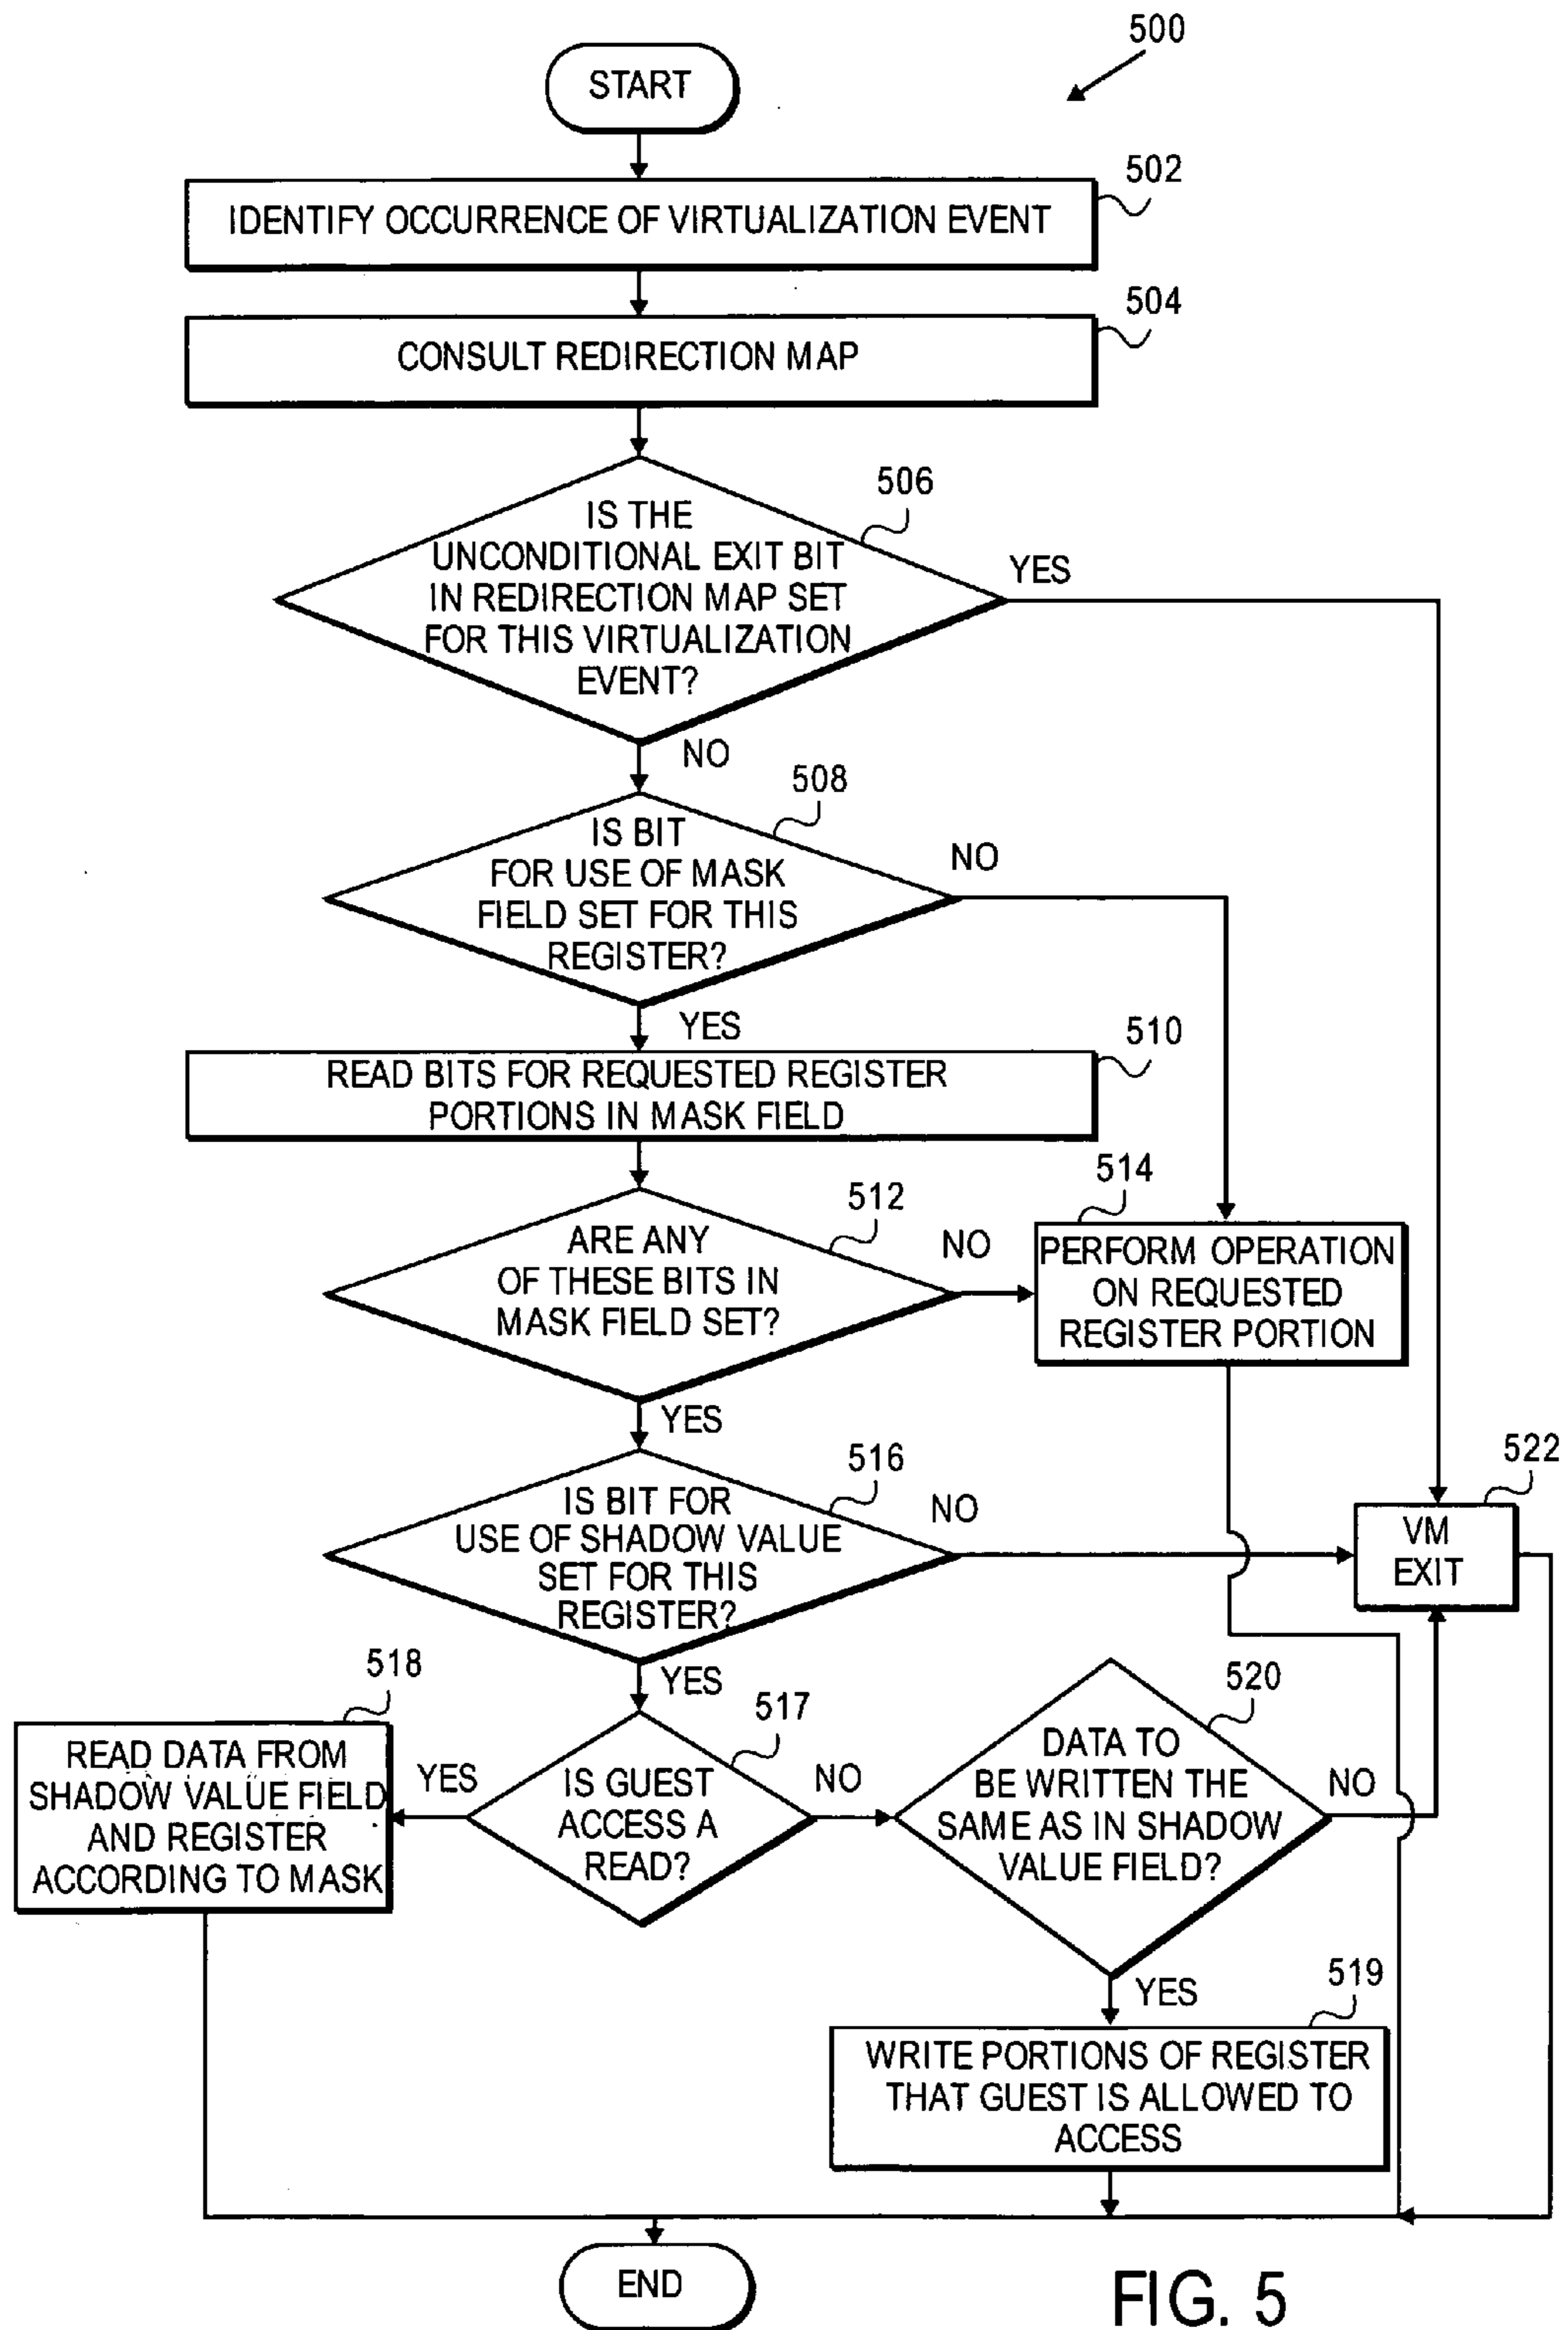 500
START
502
IDENTIFY OCCURRENCE OF VIRTUALIZATION EVENT
504
CONSULT REDIRECTION MAP
506
IS THE
UNCONDITIONAL EXIT BIT
IN REDIRECTION MAP SET
FOR THIS VIRTUALIZATION
EVENT?
YES
NO
508
IS BIT
FOR USE OF MASK
FIELD SET FOR THIS
REGISTER?
NO
YES
510
READ BITS FOR REQUESTED REGISTER
PORTIONS IN MASK FIELD
512
ARE ANY
OF THESE BITS IN
MASK FIELD SET?
NO
514
PERFORM OPERATION
ON REQUESTED
REGISTER PORTION
YES
516
IS BIT FOR
USE OF SHADOW VALUE
SET FOR THIS
REGISTER?
NO
522
VM
EXIT
YES
517
IS GUEST
ACCESS A
READ?
YES
518
READ DATA FROM
SHADOW VALUE FIELD
AND REGISTER
ACCORDING TO MASK
NO
520
DATA TO
BE WRITTEN THE
SAME AS IN SHADOW
VALUE FIELD?
NO
YES
519
WRITE PORTIONS OF REGISTER
THAT GUEST IS ALLOWED TO
ACCESS
END
FIG. 5